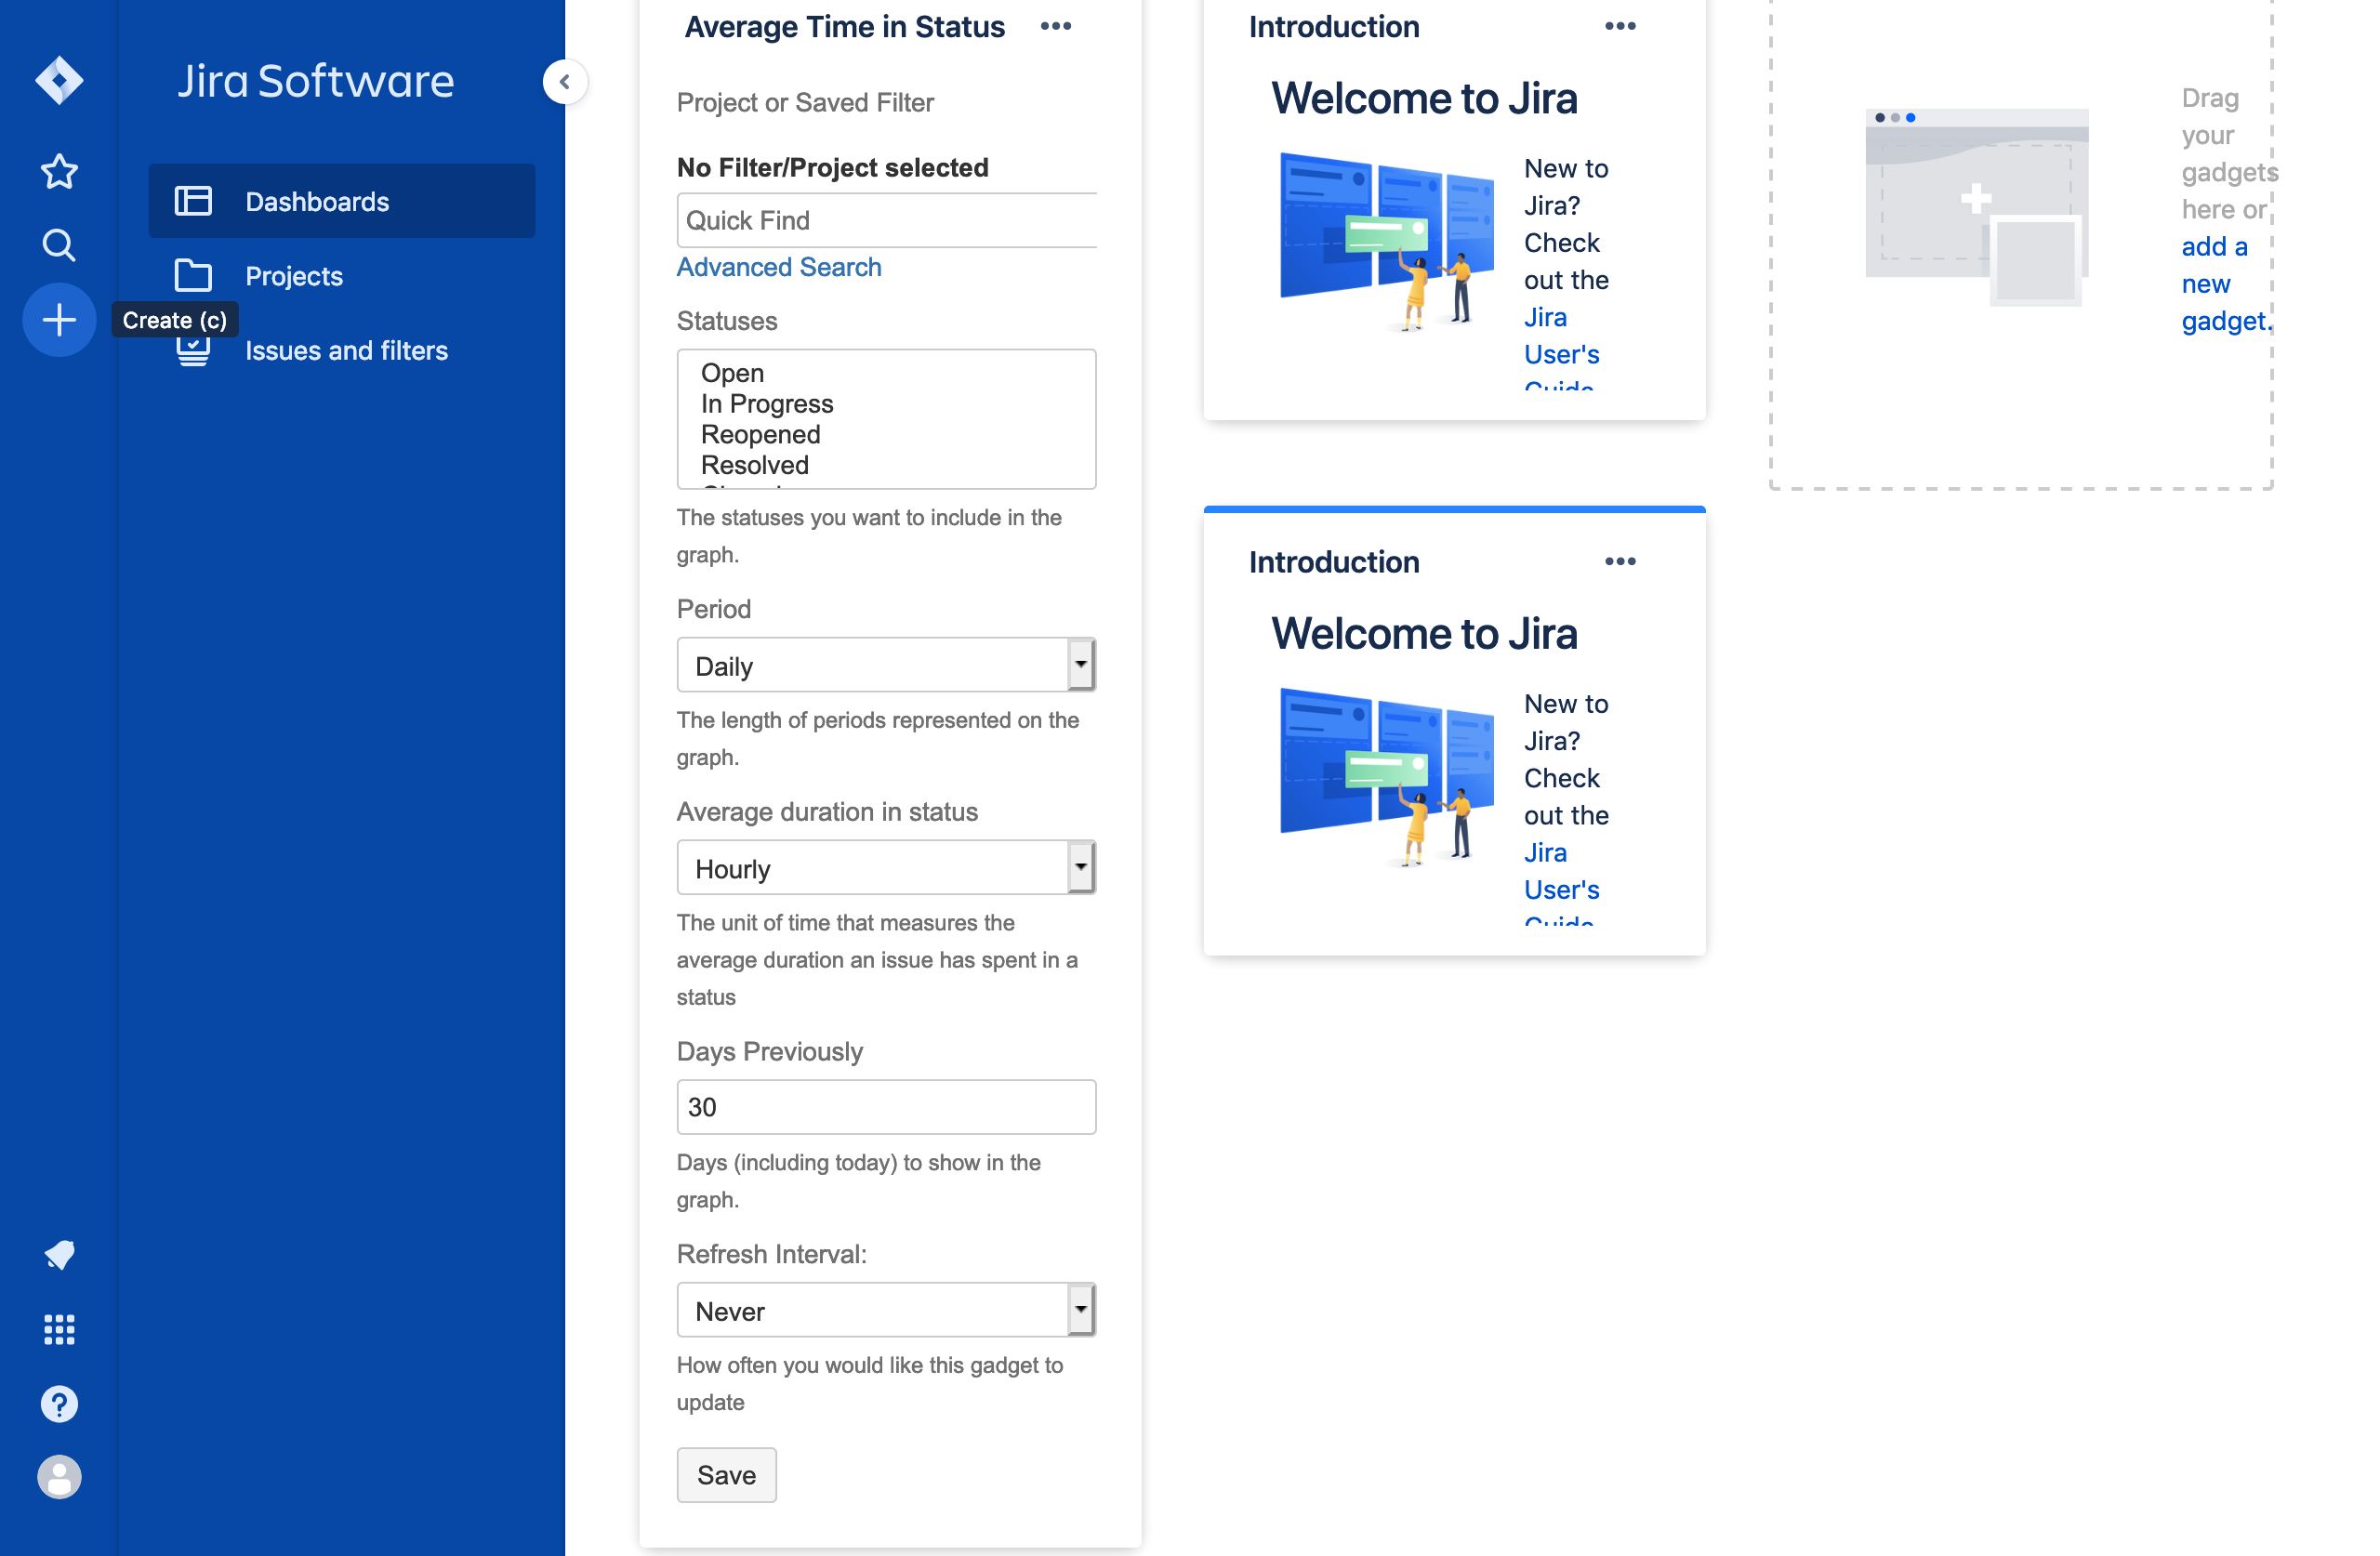 Jira Software
Dashboards
Projects
Create (c)
Issues and filters
Average Time in Status
Project or Saved Filter
No Filter/Project selected
Quick Find
Advanced Search
Statuses
Open
In Progress
Reopened
Resolved
The statuses you want to include in the
graph.
Period
Daily
The length of periods represented on the
graph.
Average duration in status
Hourly
The unit of time that measures the
average duration an issue has spent in a
status
Days Previously
30
Days (including today) to show in the
graph.
Refresh Interval:
Never
How often you would like this gadget to
update
Save
Introduction
Welcome to Jira
New to
Jira?
Check
out the
Jira
User's
Guide
Introduction
Welcome to Jira
New to
Jira?
Check
out the
Jira
User's
Guide
Drag
your
gadgets
here or
add a
new
gadget.